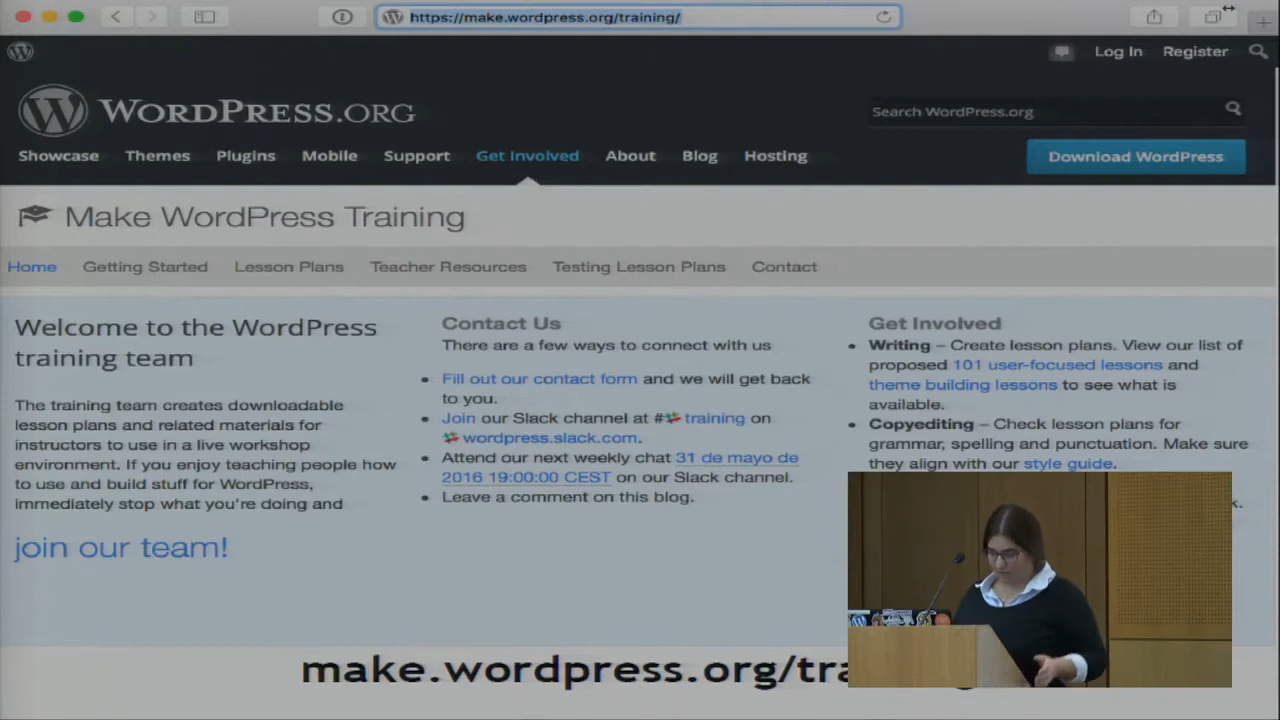 https://make.wordpress.org/training/
Log In Register
WORDPRESS.ORG
Search WordPress.org
Showcase Themes Plugins Mobile Support Get Involved About Blog Hosting
Download WordPress
Make WordPress Training
Home Getting Started Lesson Plans Teacher Resources Testing Lesson Plans Contact
Welcome to the WordPress
training team
The training team creates downloadable
lesson plans and related materials for
instructors to use in a live workshop
environment. If you enjoy teaching people how
to use and build stuff for WordPress,
immediately stop what you're doing and
join our team!
Contact Us
There are a few ways to connect with us
Fill out our contact form and we will get back
to you.
Join our Slack channel at # training on
wordpress.slack.com.
Attend our next weekly chat 31 de mayo de
2016 19:00:00 CEST on our Slack channel.
Leave a comment on this blog.
Get Involved
Writing – Create lesson plans. View our list of
proposed 101 user-focused lessons and
theme building lessons to see what is
available.
Copyediting – Check lesson plans for
grammar, spelling and punctuation. Make sure
they align with our style guide.
make.wordpress.org/tra